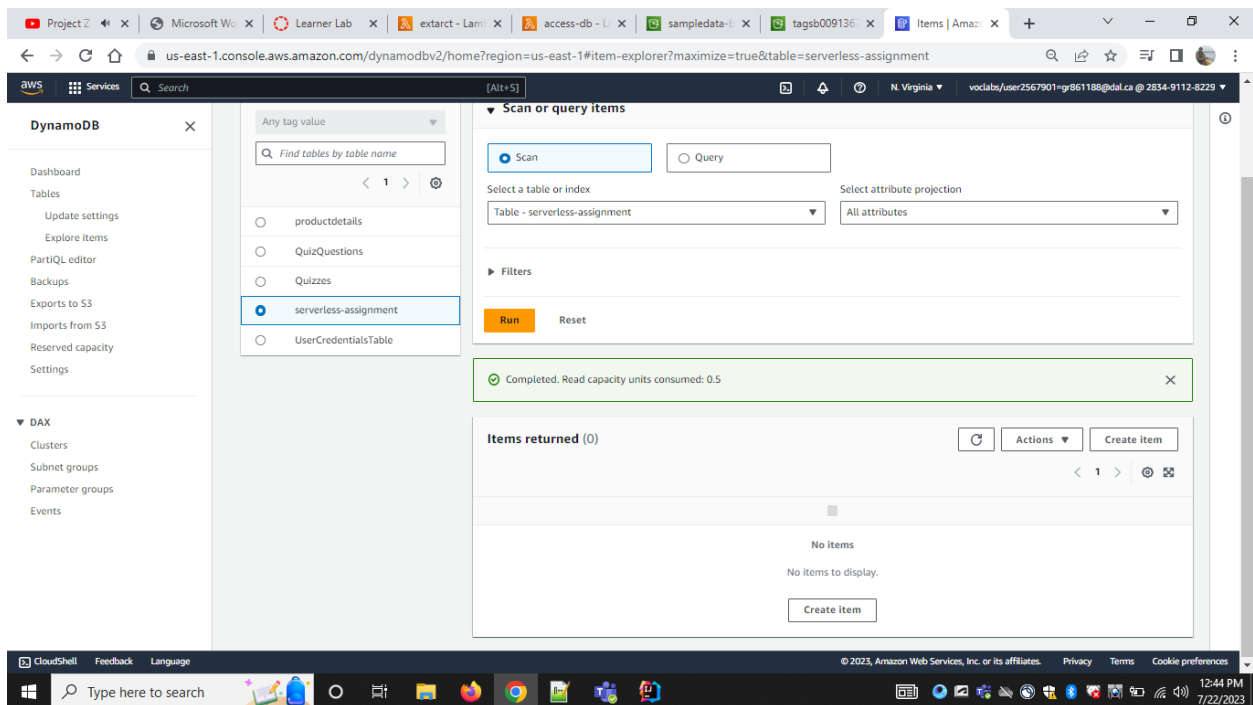 Project Z
Microsoft Wo
Learner Lab
extarct - Lam
access-db - L
sampledata-b
tagsb0091367
Items | Amaz
us-east-1.console.aws.amazon.com/dynamodbv2/home?region=us-east-1#item-explorer?maximize=true&table=serverless-assignment
aws
Services
Search
[Alt+S]
N. Virginia
voclabs/user2567901=gr861188@dal.ca @ 2834-9112-8229
DynamoDB
Dashboard
Tables
Update settings
Explore items
PartiQL editor
Backups
Exports to S3
Imports from S3
Reserved capacity
Settings
DAX
Clusters
Subnet groups
Parameter groups
Events
Any tag value
Find tables by table name
1
productdetails
QuizQuestions
Quizzes
serverless-assignment
UserCredentialsTable
Scan or query items
Scan
Query
Select a table or index
Select attribute projection
Table - serverless-assignment
All attributes
Filters
Run
Reset
Completed. Read capacity units consumed: 0.5
Items returned (0)
Actions
Create item
1
No items
No items to display.
Create item
CloudShell
Feedback
Language
© 2023, Amazon Web Services, Inc. or its affiliates.
Privacy
Terms
Cookie preferences
Type here to search
12:44 PM
7/22/2023